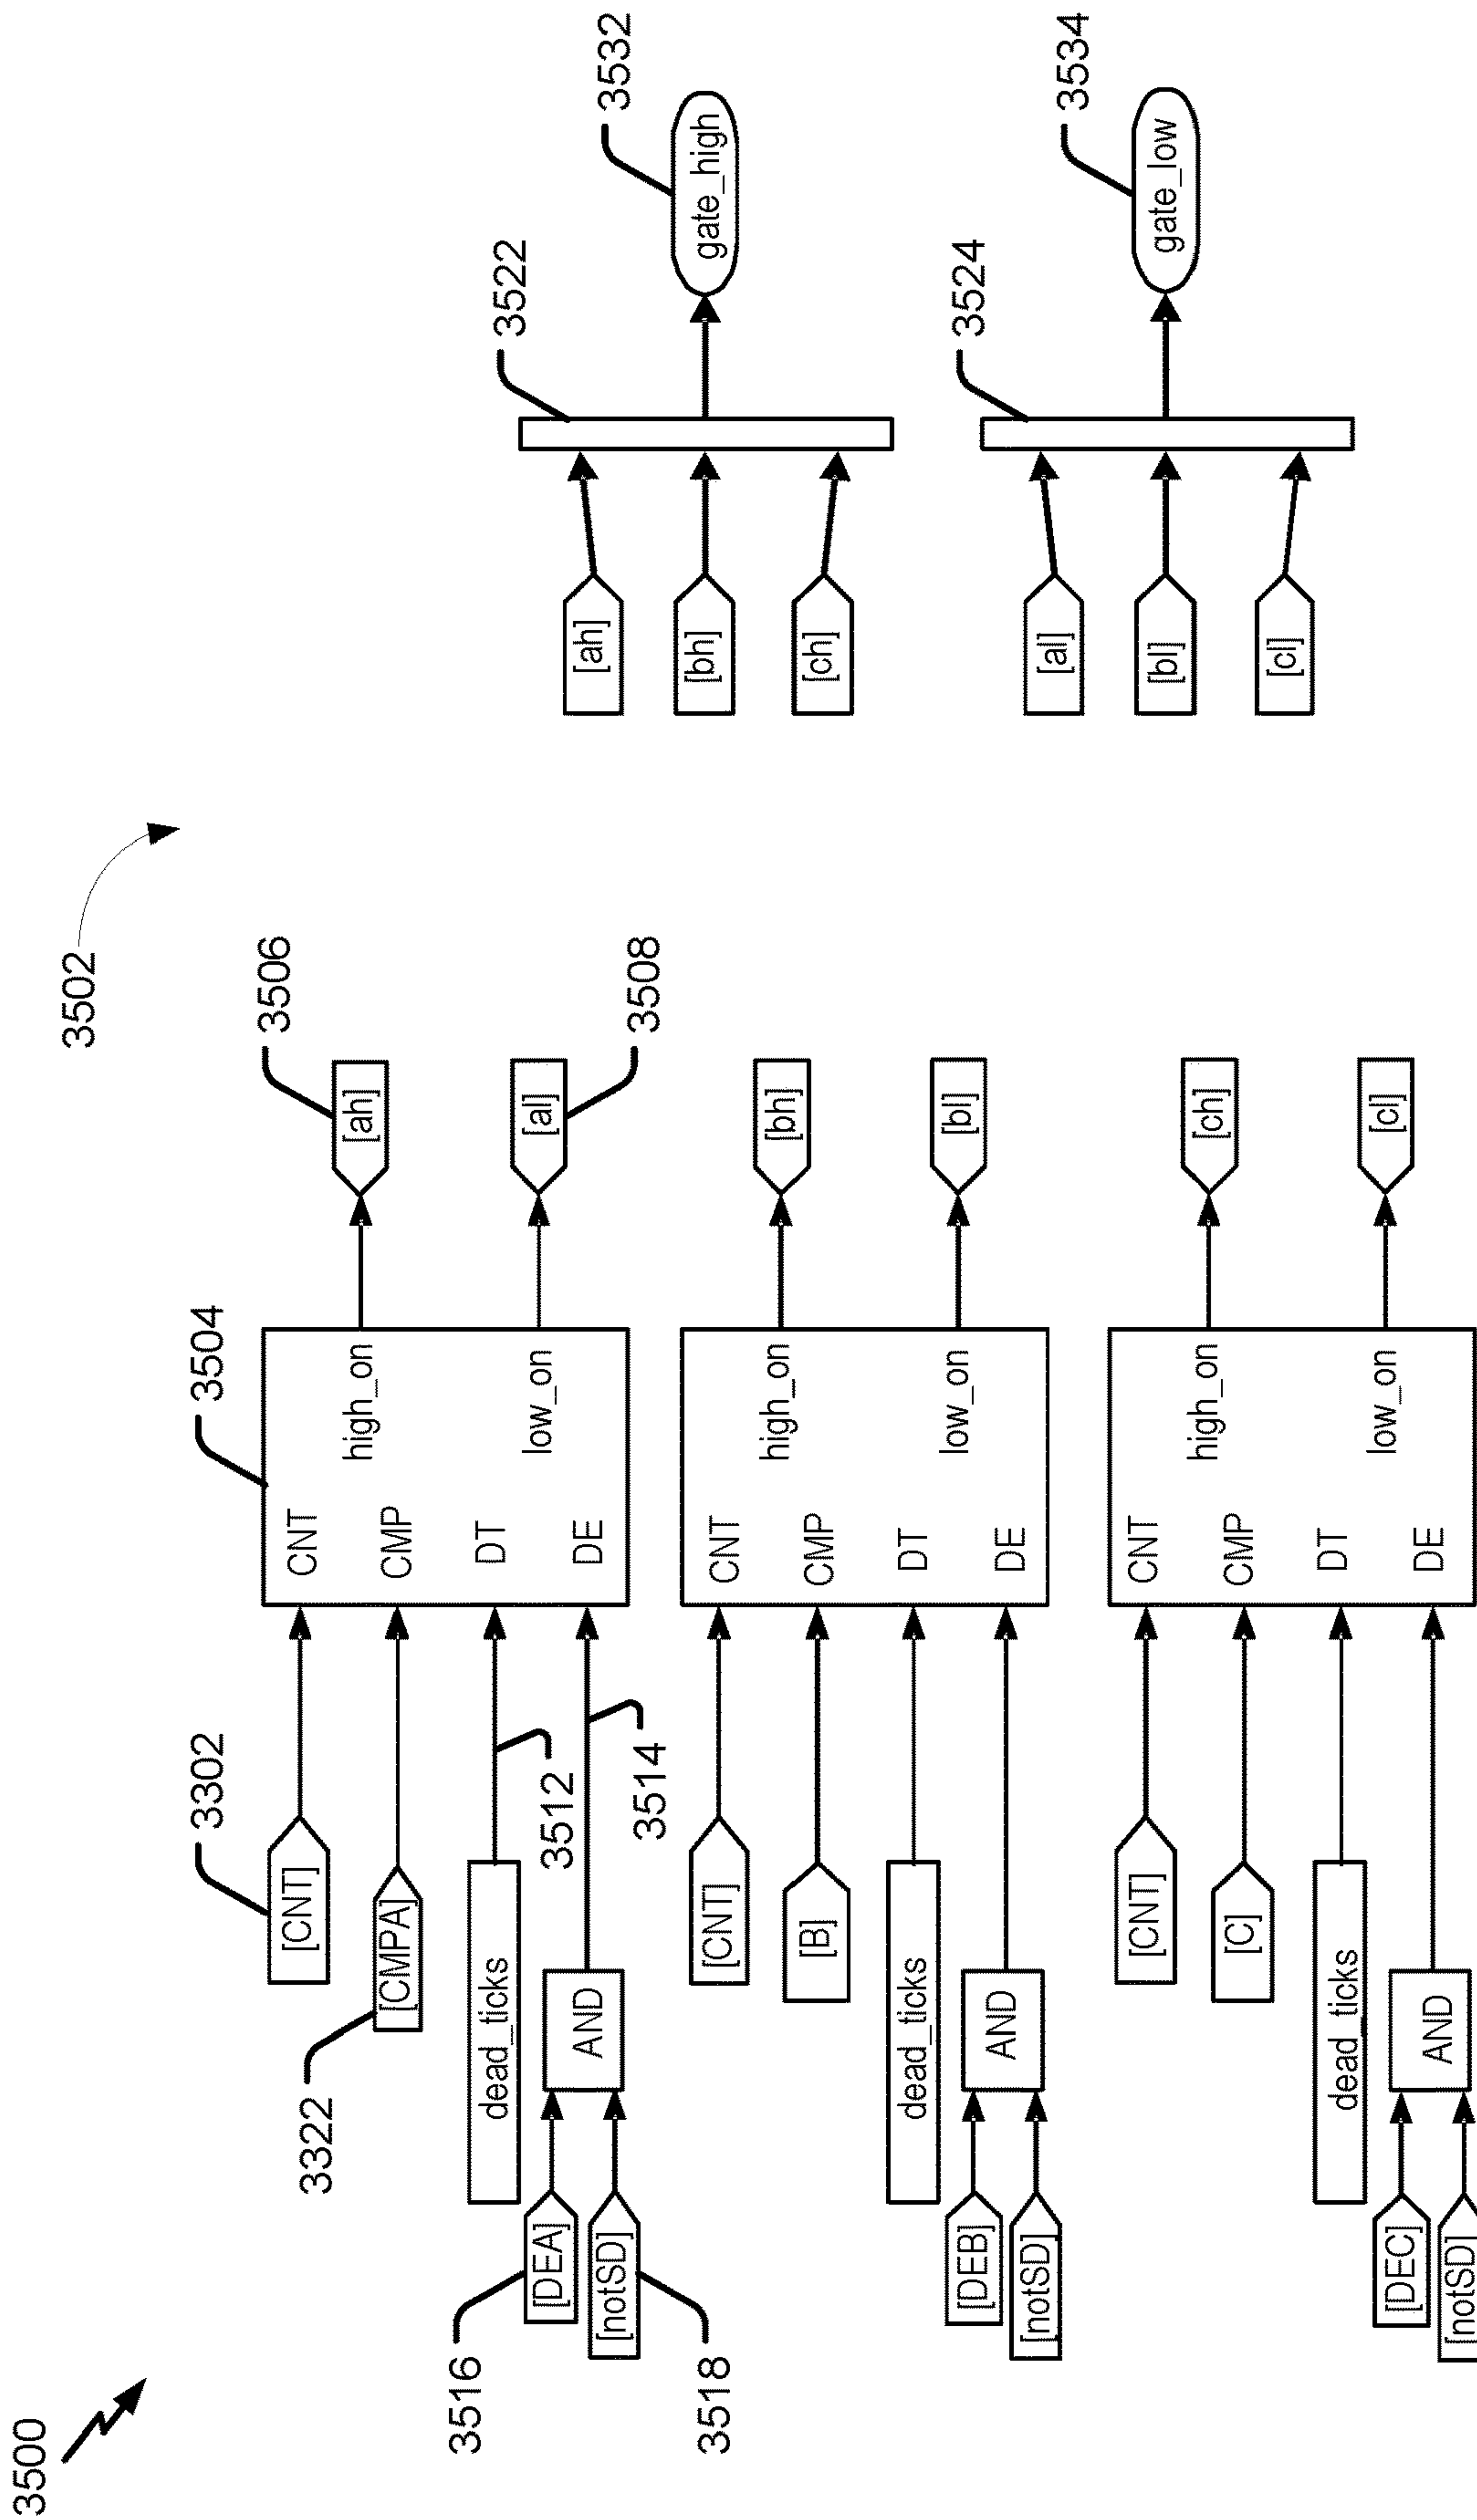 3500
3502
3302
3504
3506
[CNT]
CNT
high_on
[ah]
3322
[CMPA]
CMP
dead_ticks
3512
DT
low_on
[al]
3508
3516
[DEA]
AND
3514
DE
[notSD]
3518
[CNT]
CNT
high_on
[bh]
[B]
CMP
dead_ticks
DT
low_on
[bl]
[DEB]
AND
DE
[notSD]
[CNT]
CNT
high_on
[ch]
[C]
CMP
dead_ticks
DT
low_on
[cl]
[DEC]
AND
DE
[notSD]
3522
3532
[ah]
[bh]
gate_high
[ch]
3524
3534
[al]
[bl]
gate_low
[cl]